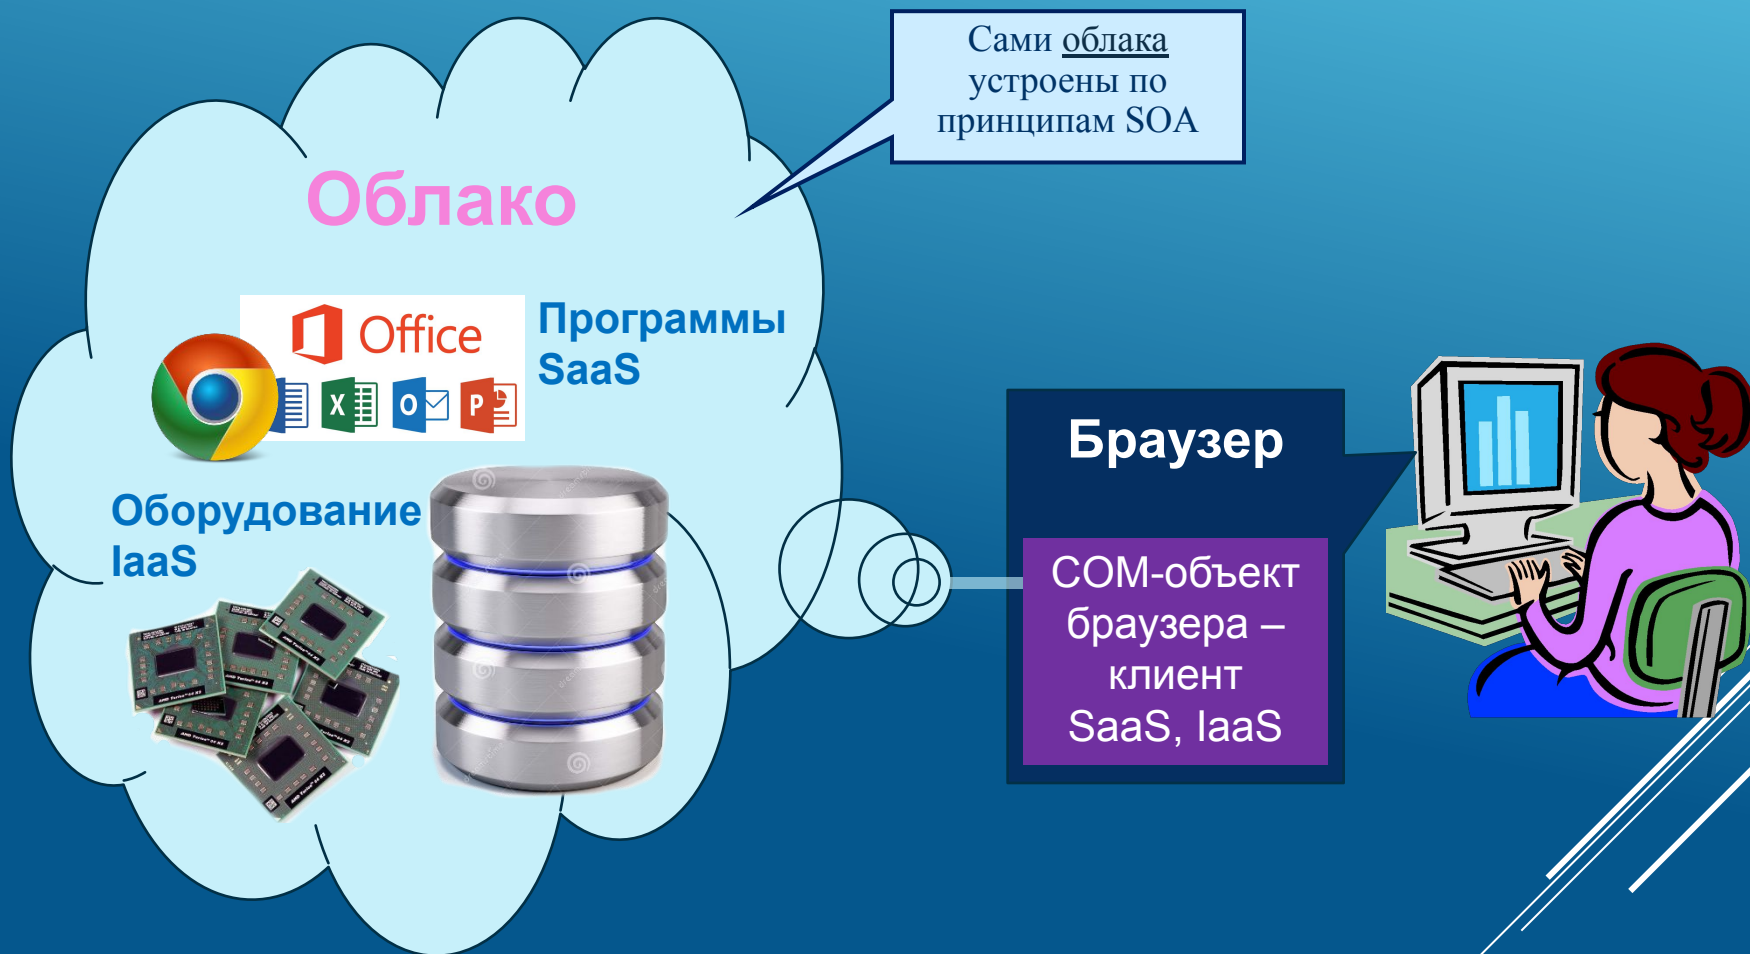 Сами облака
устроены по
принципам SOA
Облако
Office
Программы
SaaS
X
O
P
Оборудование
IaaS
Браузер
COM-объект
браузера –
клиент
SaaS, IaaS